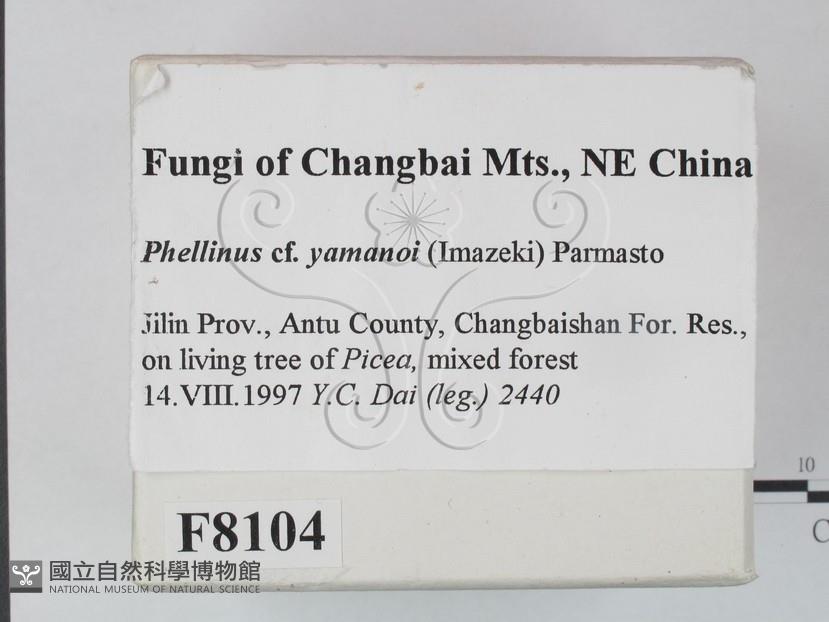 Fungi of Changbai Mts., NE China
Phellinus cf. yamanoi (Imazeki) Parmasto
Jilin Prov., Antu County, Changbaishan For. Res.,
on living tree of Picea, mixed forest
14.VIII.1997 Y.C. Dai (leg.) 2440
10
C
F8104
國立自然科學博物館
NATIONAL MUSEUM OF NATURAL SCIENCE